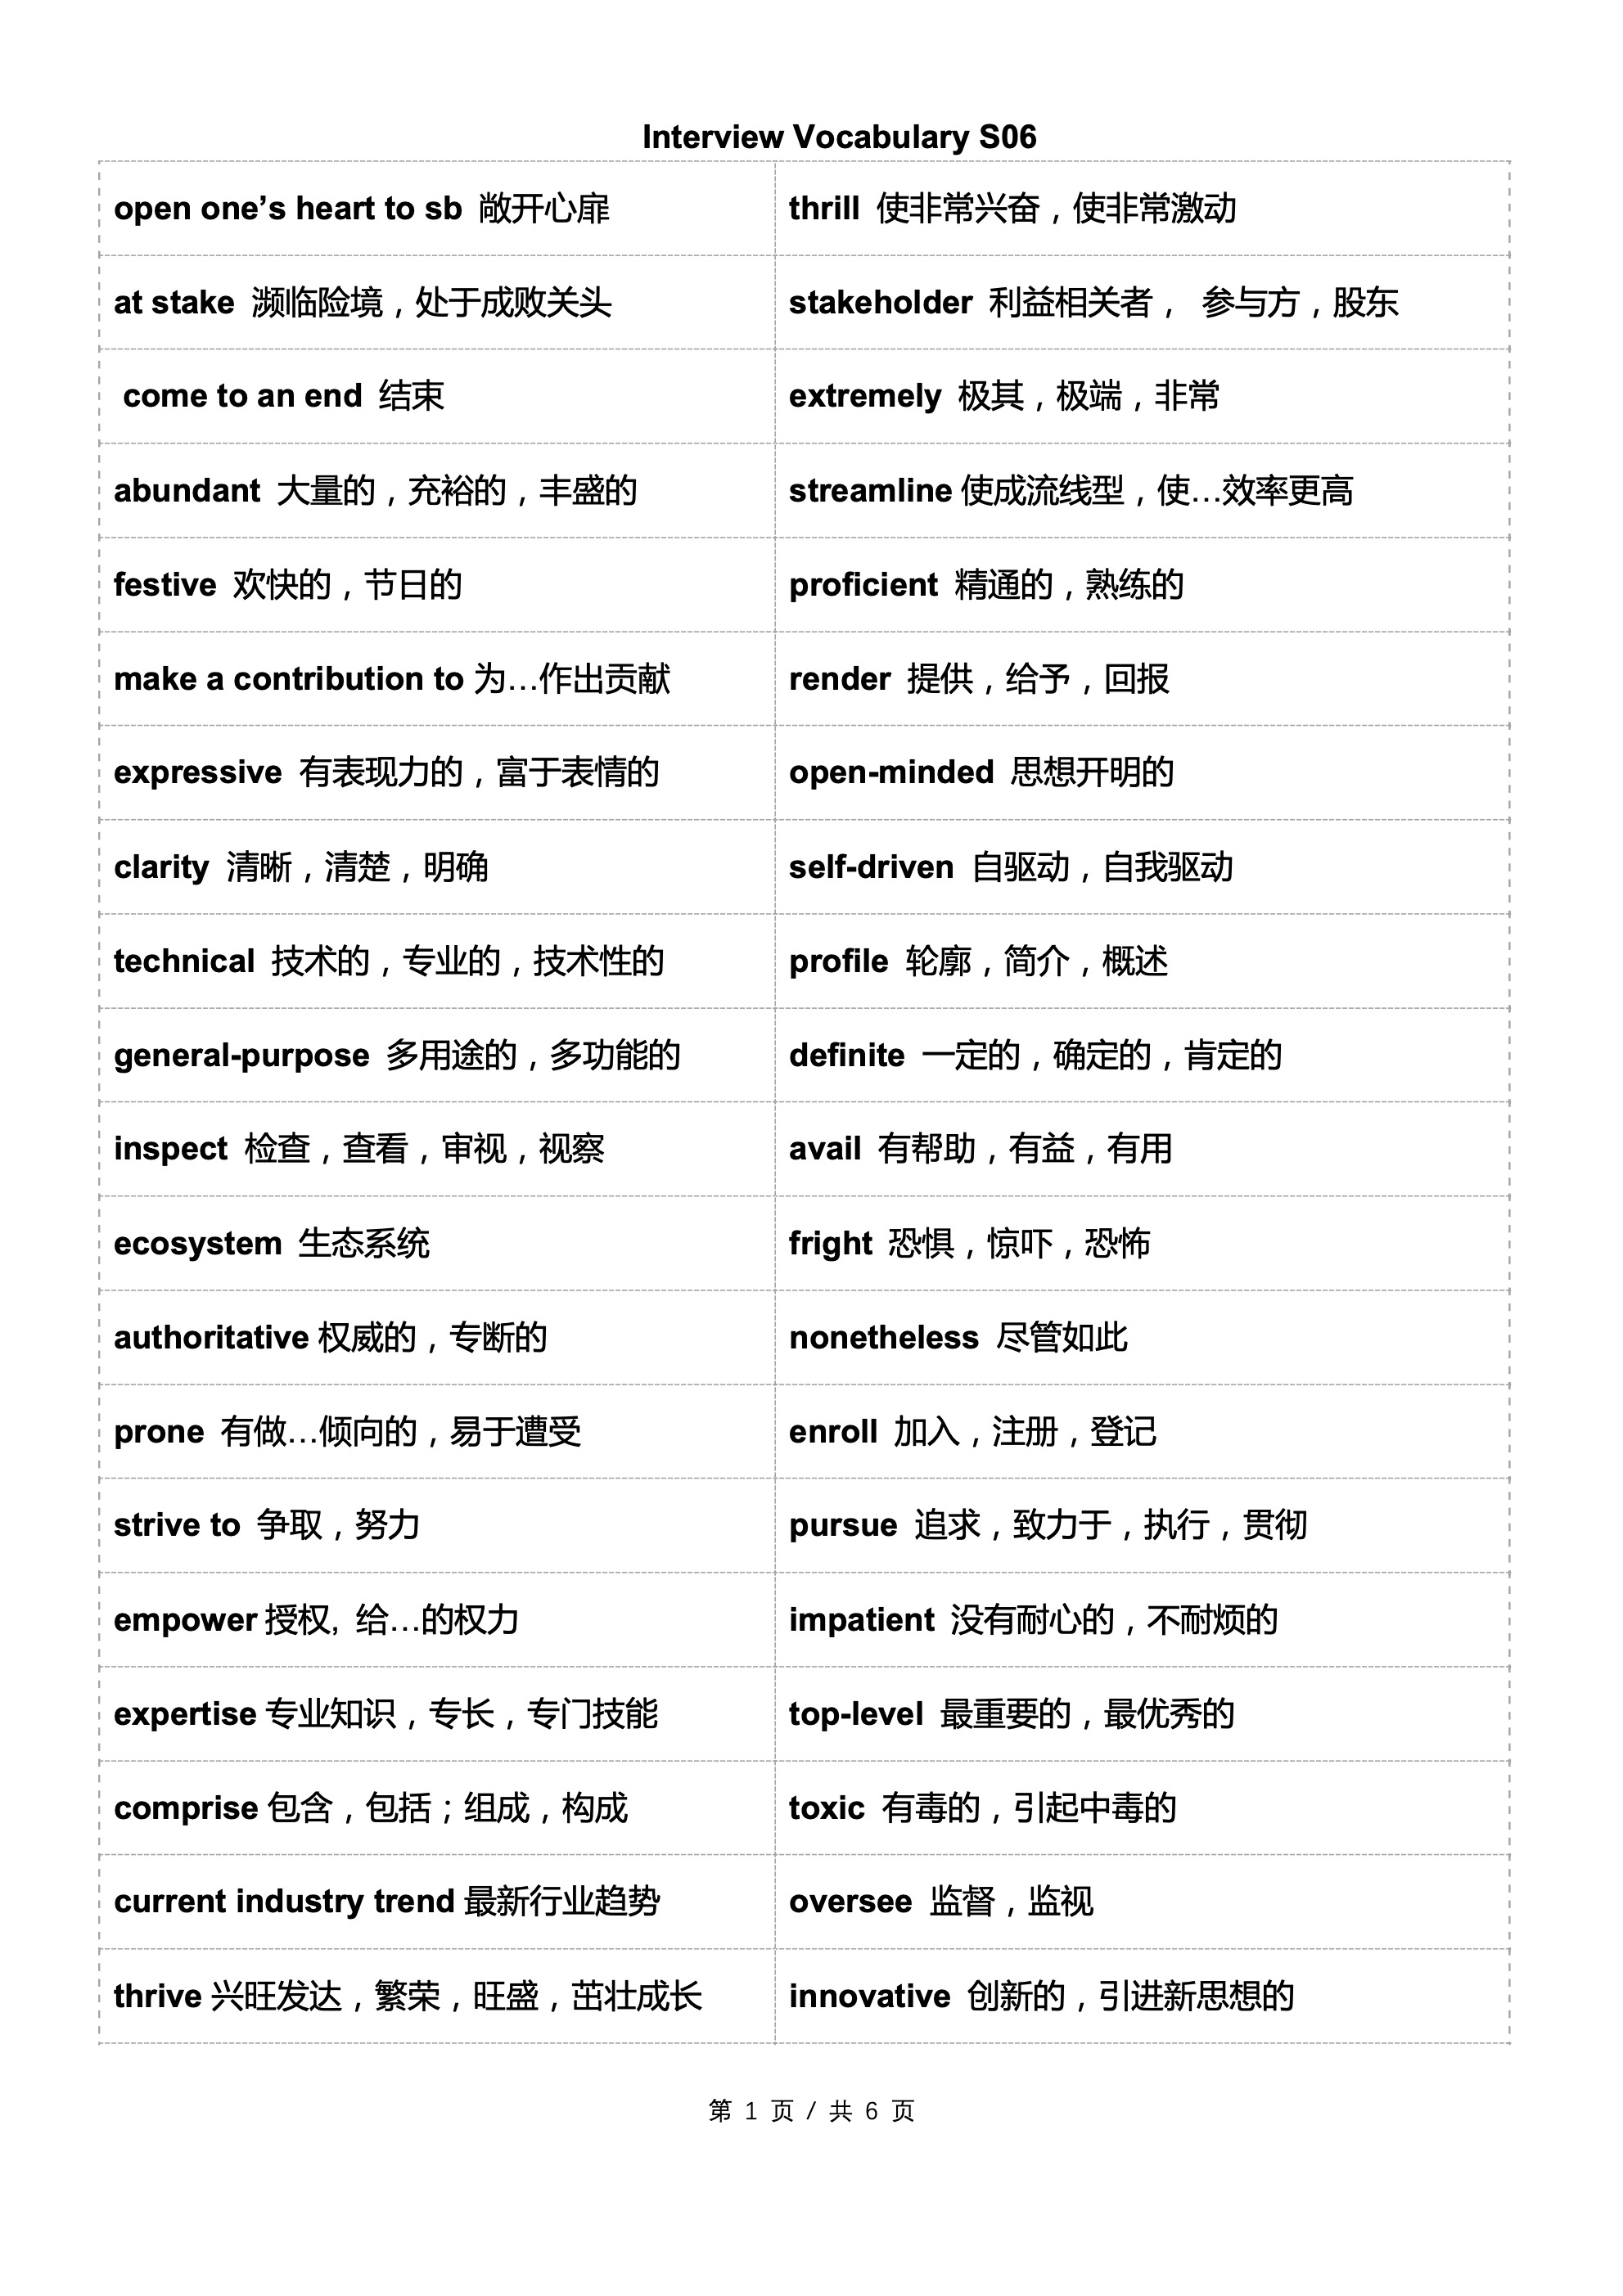 Interview Vocabulary S06
open one’s heart to sb 敞开心扉
thrill 使非常兴奋，使非常激动
at stake 濒临险境，处于成败关头
stakeholder 利益相关者， 参与方，股东
come to an end 结束
extremely 极其，极端，非常
abundant 大量的，充裕的，丰盛的
streamline 使成流线型，使…效率更高
festive 欢快的，节日的
proficient 精通的，熟练的
make a contribution to 为…作出贡献
render 提供，给予，回报
expressive 有表现力的，富于表情的
open-minded 思想开明的
clarity 清晰，清楚，明确
self-driven 自驱动，自我驱动
technical 技术的，专业的，技术性的
profile 轮廓，简介，概述
general-purpose 多用途的，多功能的
definite 一定的，确定的，肯定的
inspect 检查，查看，审视，视察
avail 有帮助，有益，有用
ecosystem 生态系统
fright 恐惧，惊吓，恐怖
authoritative 权威的，专断的
nonetheless 尽管如此
prone 有做…倾向的，易于遭受
enroll 加入，注册，登记
strive to 争取，努力
pursue 追求，致力于，执行，贯彻
empower 授权, 给…的权力
impatient 没有耐心的，不耐烦的
expertise 专业知识，专长，专门技能
top-level 最重要的，最优秀的
comprise 包含，包括；组成，构成
toxic 有毒的，引起中毒的
current industry trend 最新行业趋势
oversee 监督，监视
thrive 兴旺发达，繁荣，旺盛，茁壮成长
innovative 创新的，引进新思想的
第 1 页 / 共 6 页